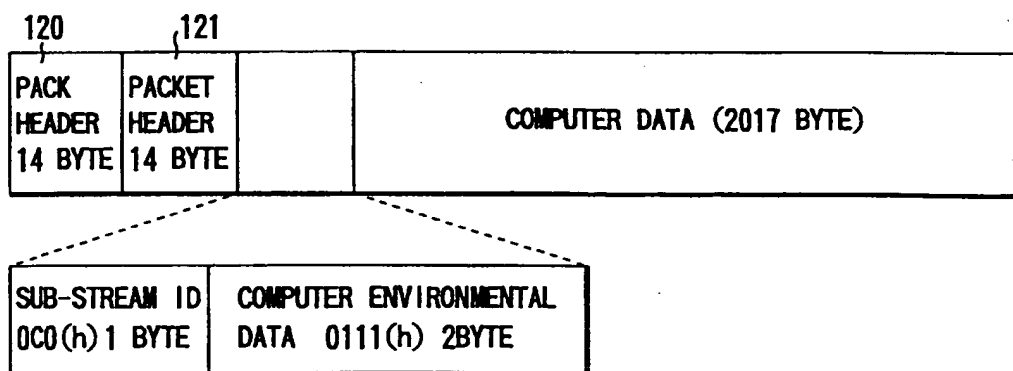 120
121
PACK
HEADER
14 BYTE
PACKET
HEADER
14 BYTE
COMPUTER DATA (2017 BYTE)
SUB-STREAM ID
0C0(h) 1 BYTE
COMPUTER ENVIRONMENTAL
DATA 0111(h) 2BYTE